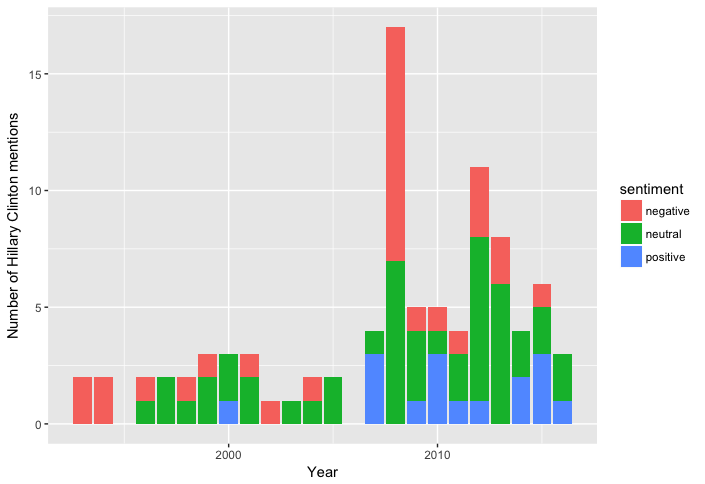 Number of Hillary Clinton mentions
15
10
5
0
2000
2010
Year
sentiment
negative
neutral
positive